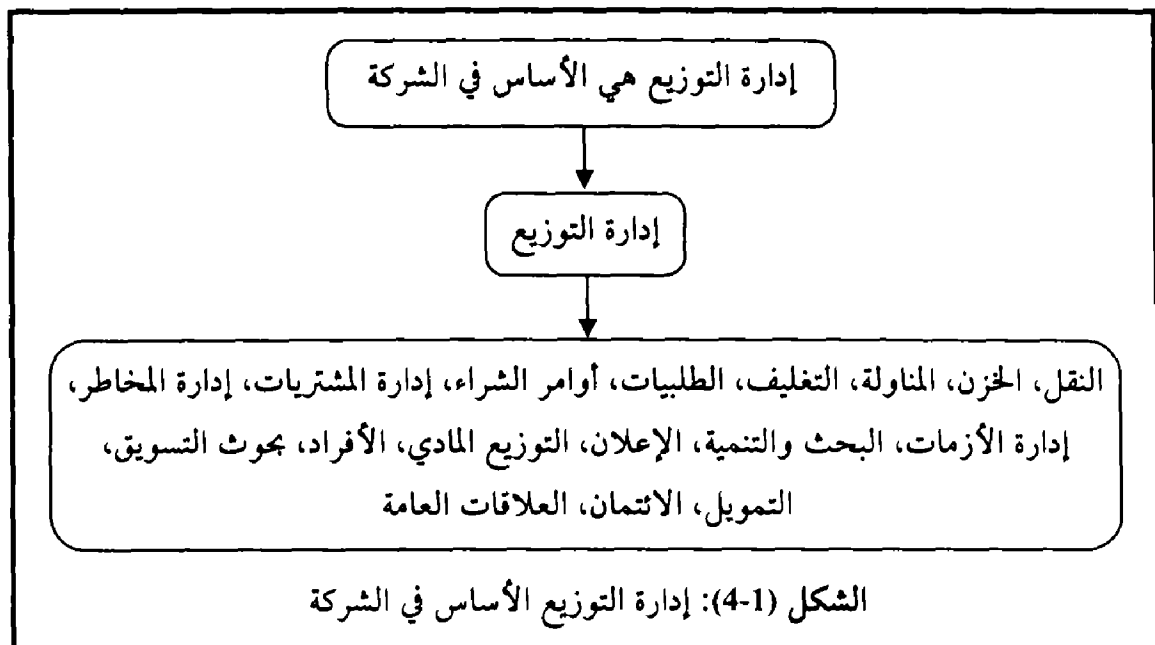 إدارة التوزيع هي الأساس في الشركة
إدارة التوزيع
النقل، الخزن، المناولة، التغليف، الطلبيات، أوامر الشراء، إدارة المشتريات، إدارة المخاطر،
إدارة الأزمات، البحث والتنمية، الإعلان، التوزيع المادي، الأفراد، بحوث التسويق،
التمويل، الائتمان، العلاقات العامة
الشكل (1-4): إدارة التوزيع الأساس في الشركة